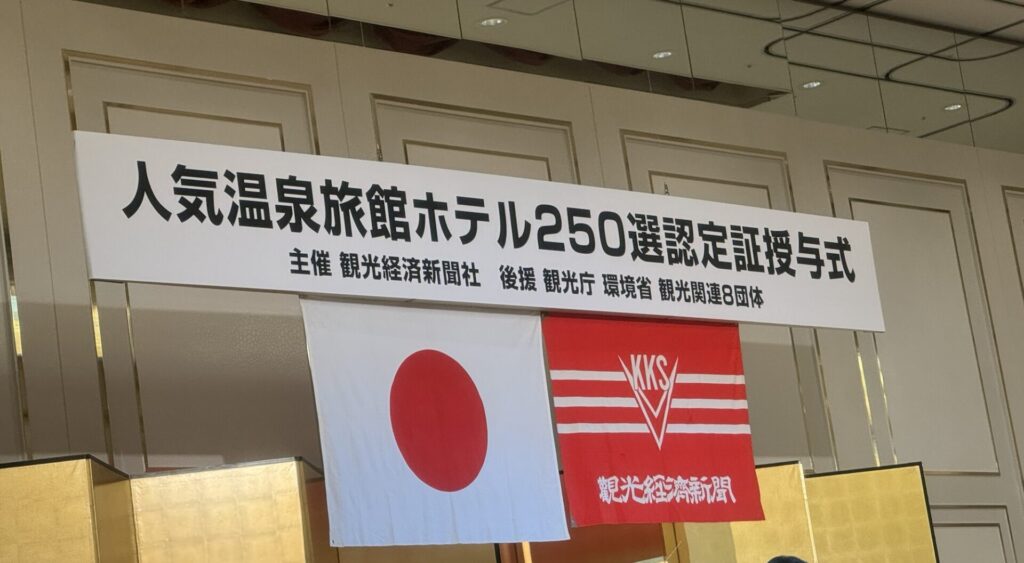 人気温泉旅館ホテル250選認定証授与式
主催 観光経済新聞社 後援 観光庁 環境省 観光関連8団体
KKS
観光経済新聞